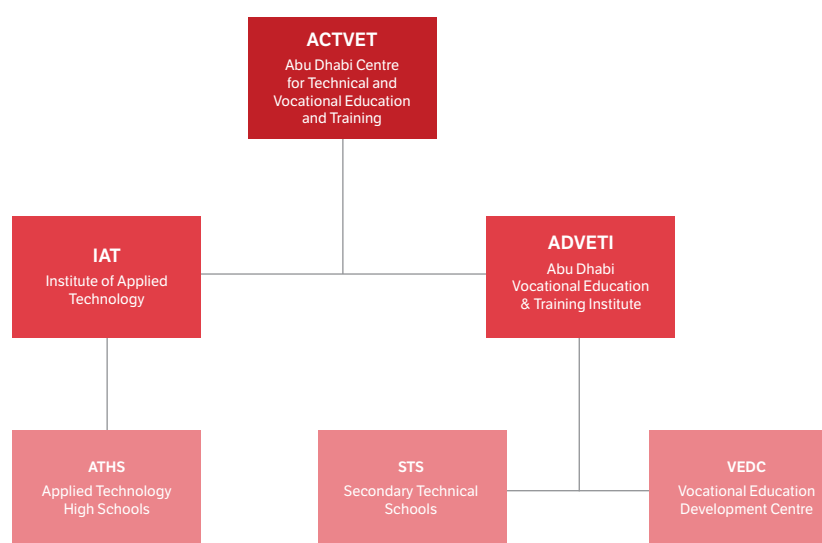 ACTVET
Abu Dhabi Centre
for Technical and
Vocational Education
and Training
IAT
Institute of Applied
Technology
ADVETI
Abu Dhabi
Vocational Education
& Training Institute
ATHS
Applied Technology
High Schools
STS
Secondary Technical
Schools
VEDC
Vocational Education
Development Centre